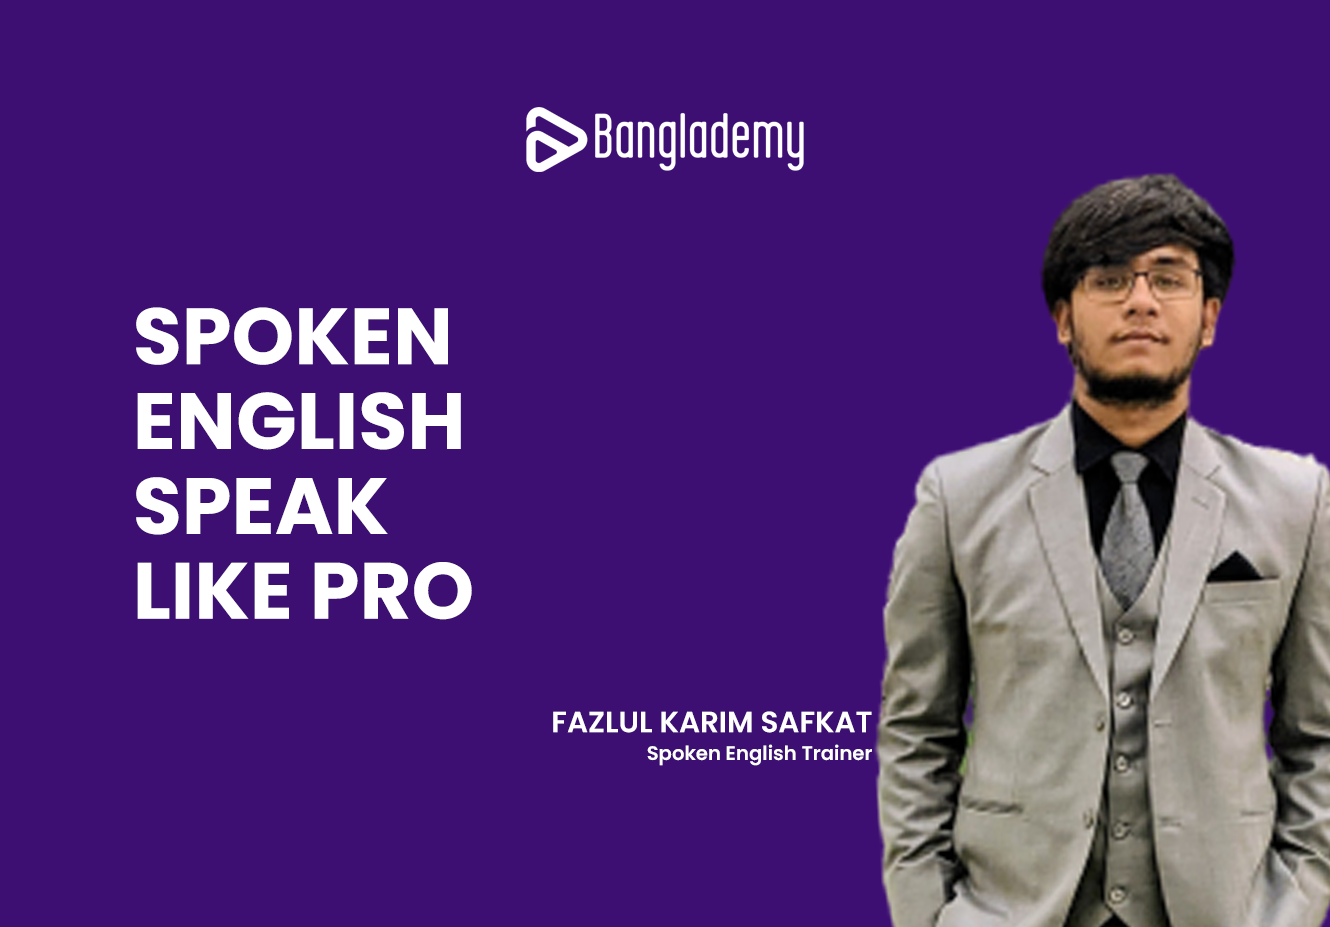 Banglademy
SPOKEN
ENGLISH
SPEAK
LIKE PRO
FAZLUL KARIM SAFKAT
Spoken English Trainer